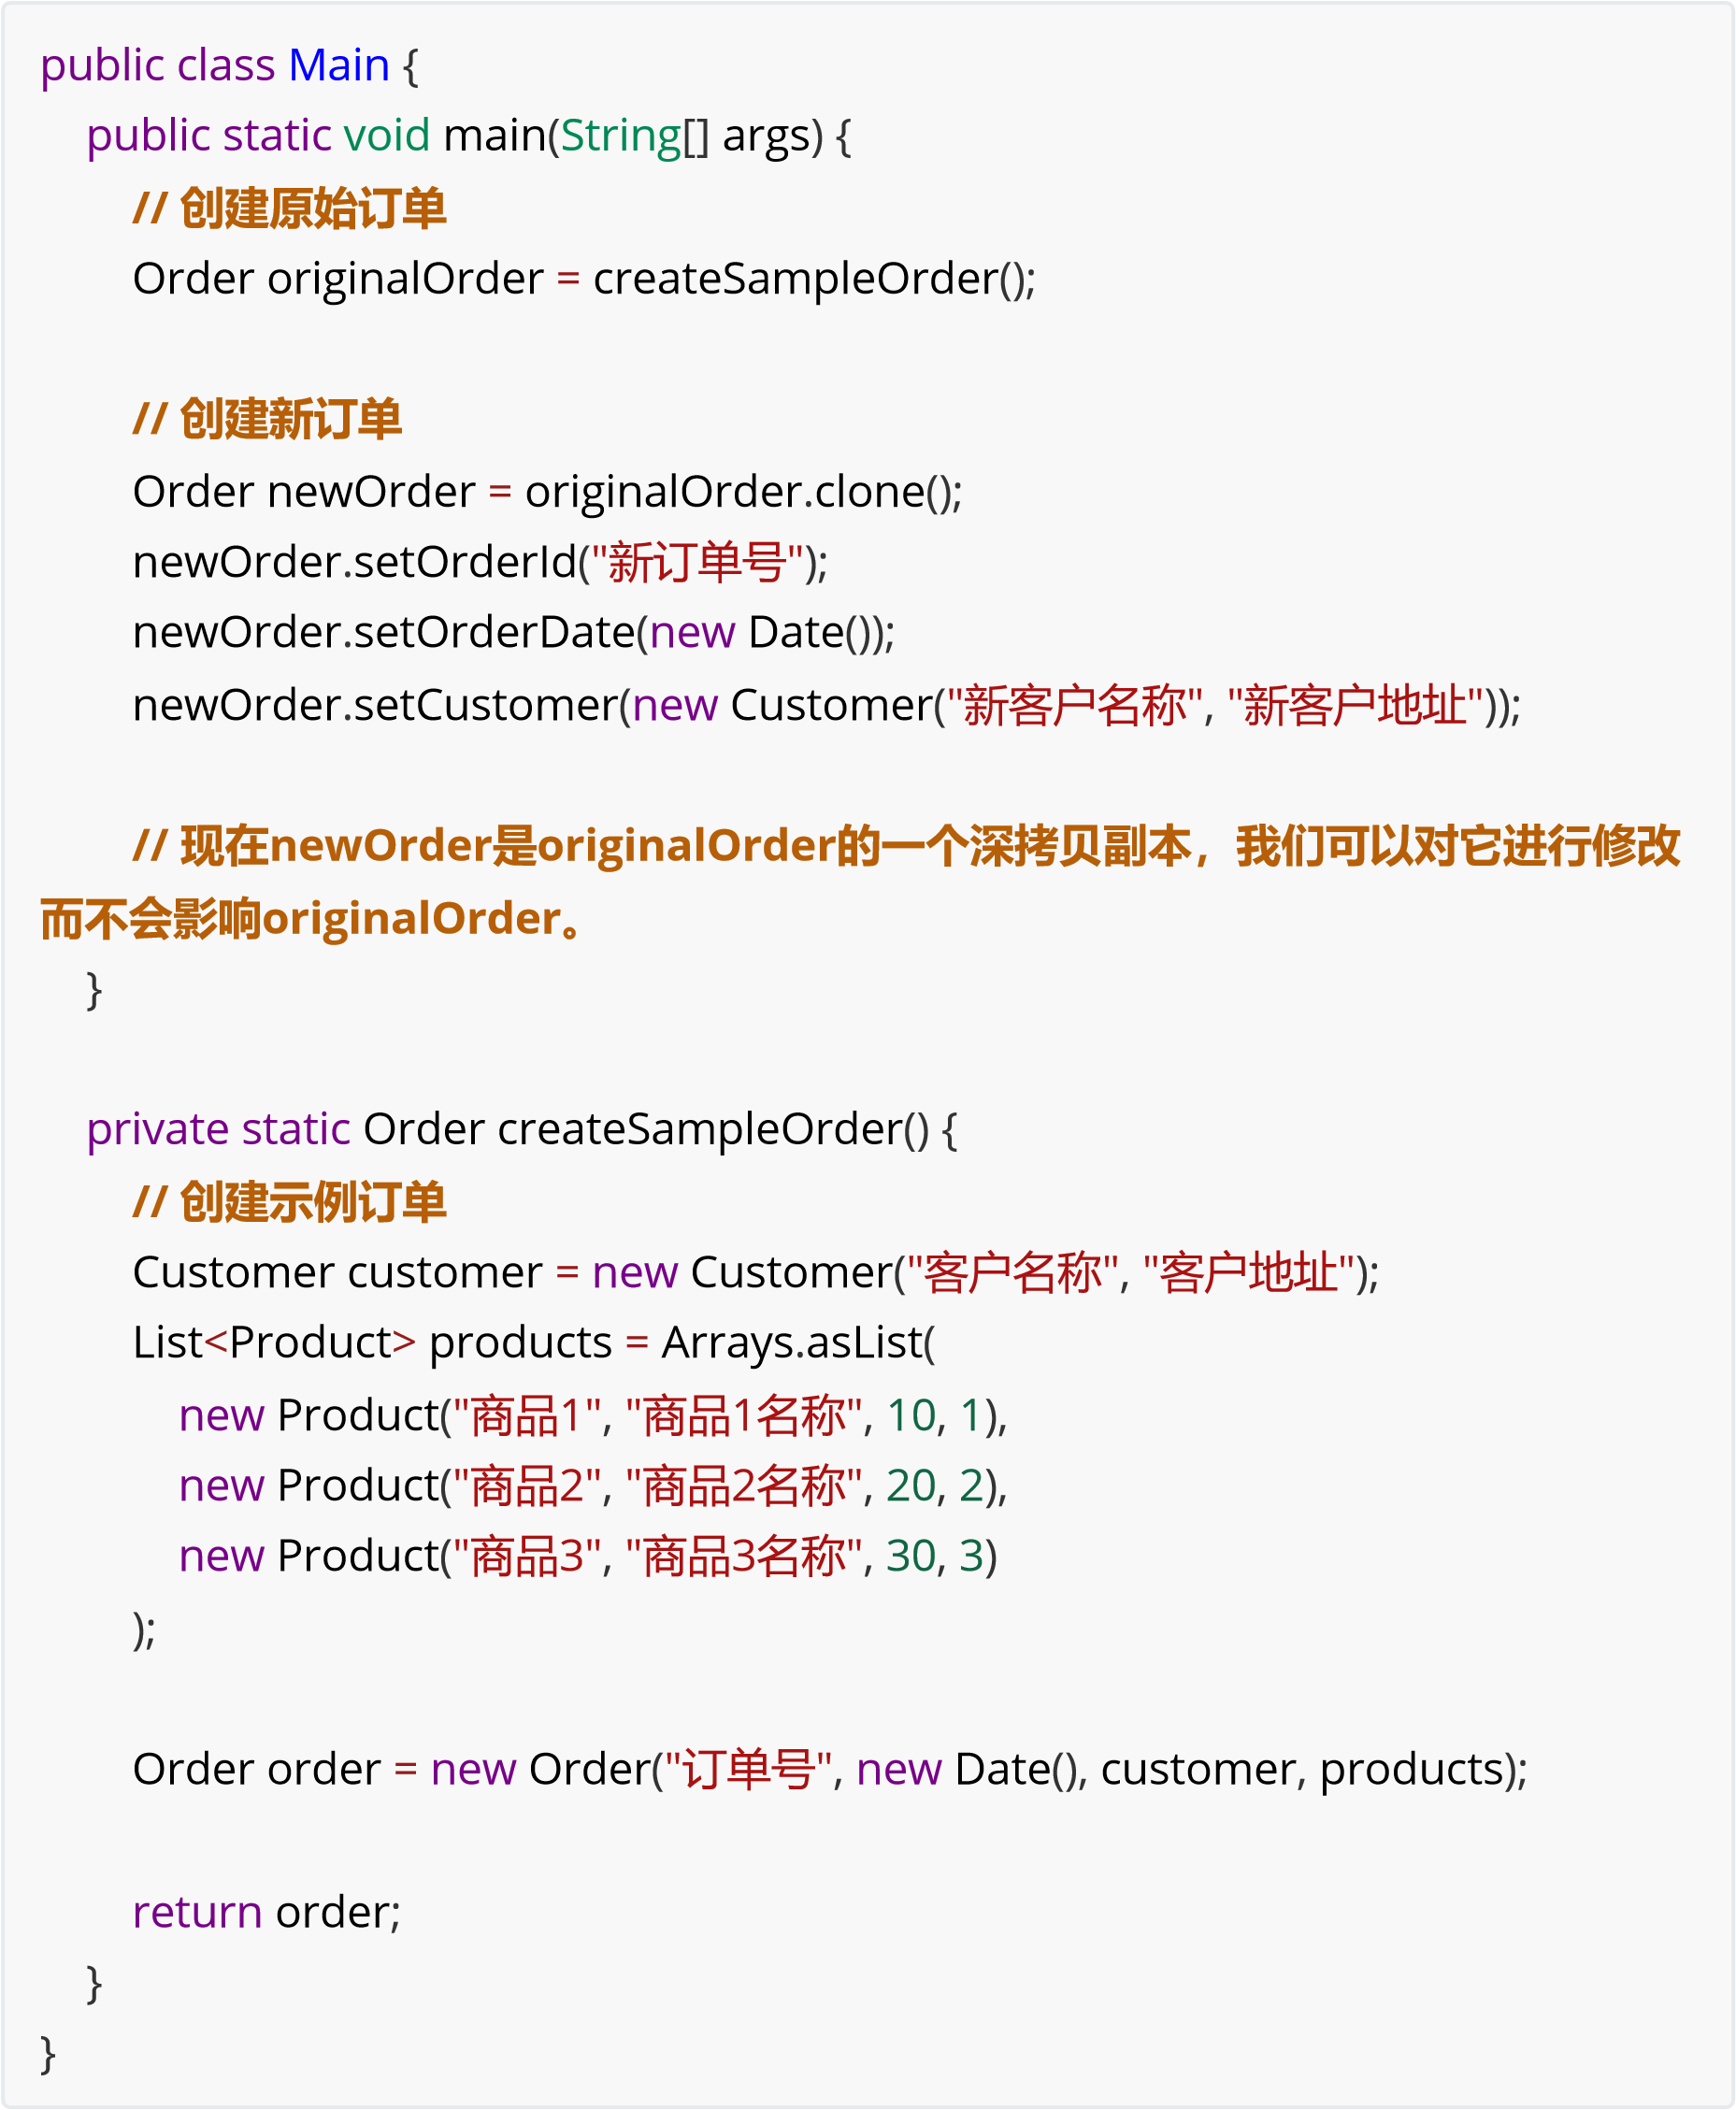 public class Main {
    public static void main(String[] args) {
        // 创建原始订单
        Order originalOrder = createSampleOrder();

        // 创建新订单
        Order newOrder = originalOrder.clone();
        newOrder.setOrderId("新订单号");
        newOrder.setOrderDate(new Date());
        newOrder.setCustomer(new Customer("新客户名称", "新客户地址"));

        // 现在newOrder是originalOrder的一个深拷贝副本，我们可以对它进行修改
而不会影响originalOrder。
    }

    private static Order createSampleOrder() {
        // 创建示例订单
        Customer customer = new Customer("客户名称", "客户地址");
        List<Product> products = Arrays.asList(
            new Product("商品1", "商品1名称", 10, 1),
            new Product("商品2", "商品2名称", 20, 2),
            new Product("商品3", "商品3名称", 30, 3)
        );

        Order order = new Order("订单号", new Date(), customer, products);

        return order;
    }
}